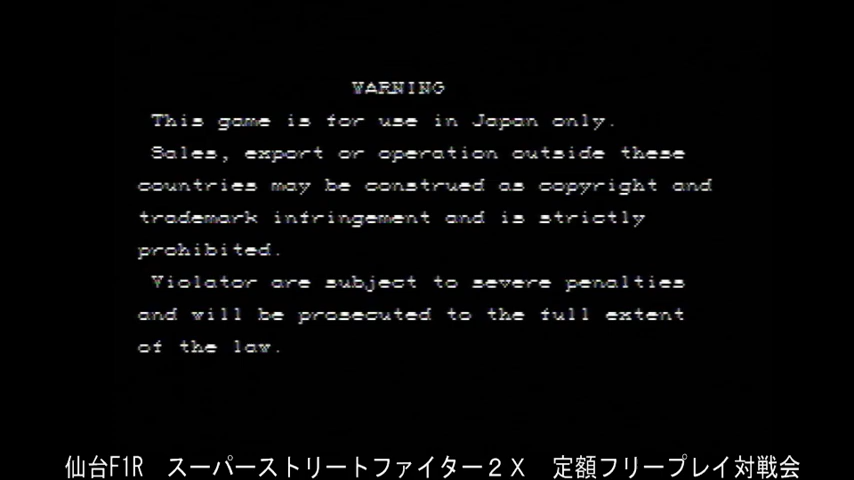 WARNING
This game is for use in Japan only.
Sales, export or operation outside these
countries may be construed as copyright and
trademark infringement and is strictly
prohibited.
Violator are subject to severe penalties
and will be prosecuted to the full extent
of the law.
仙台F1R　スーパーストリートファイター２Ｘ　定額フリープレイ対戦会